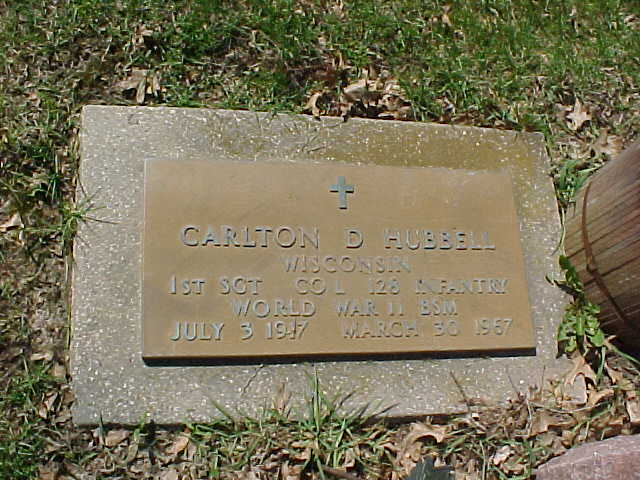 CARLTON D HUBBELL
WISCONSIN
1ST SGT CO L 128 INFANTRY
WORLD WAR II BSM
JULY 3 1917 MARCH 30 1967